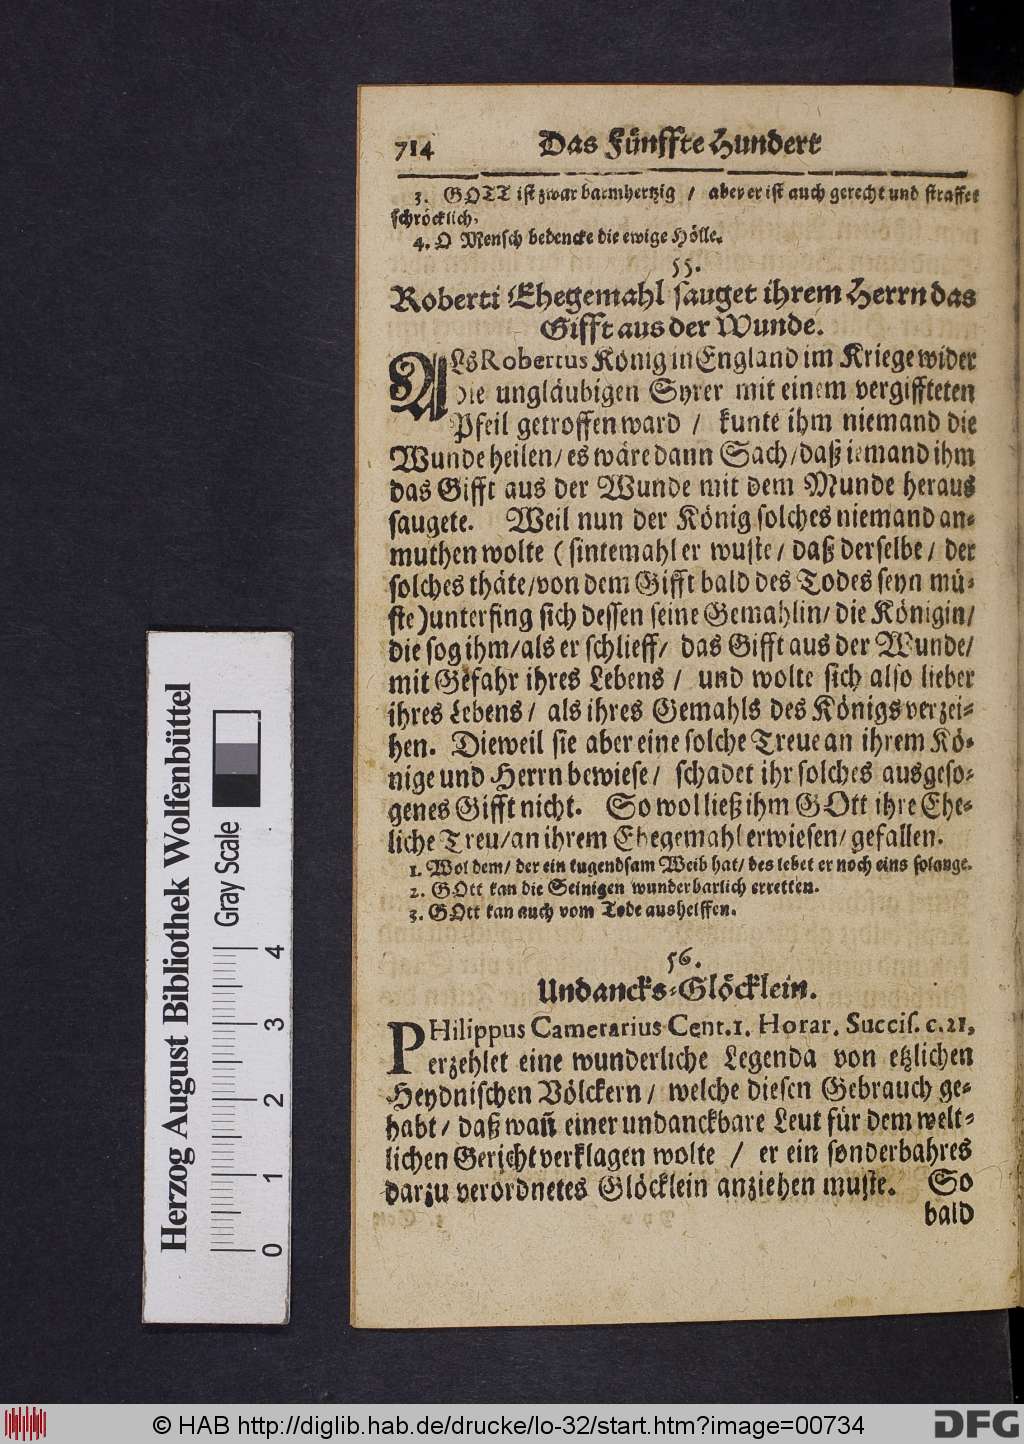 714 Das Fünffte Hundert
3. GOTT ist zwar barmhertzig / aber er ist auch gerecht und straffet
schröcklich.
4. O Mensch bedencke die ewige Hölle.
55.
Roberti Ehegemahl sauget ihrem Herrn das
Gifft aus der Wunde.
ALs Robertus König in England im Kriege wider
die ungläubigen Syrer mit einem vergiffteten
Pfeil getroffen ward / kunte ihm niemand die
Wunde heilen / es wäre dann Sach / daß iemand ihm
das Gifft aus der Wunde mit dem Munde heraus
saugete. Weil nun der König solches niemand an-
muthen wolte (sintemahl er wuste / daß derselbe / der
solches thäte / von dem Gifft bald des Todes seyn mü-
ste) unterfing sich dessen seine Gemahlin / die Königin /
die sog ihm / als er schlieff / das Gifft aus der Wunde /
mit Gefahr ihres Lebens / und wolte sich also lieber
ihres Lebens / als ihres Gemahls des Königs verzei-
hen. Dieweil sie aber eine solche Treue an ihrem Kö-
nige und Herrn bewiese / schadet ihr solches ausgeso-
genes Gifft nicht. So wol ließ ihm GOtt ihre Ehe-
liche Treu / an ihrem Ehegemahl erwiesen / gefallen.
1. Wol dem / der ein tugendsam Weib hat / des lebet er noch eins so lange.
2. GOtt kan die Seinigen wunderbarlich erretten.
3. GOtt kan auch vom Tode aushelffen.
56.
Undancks-Glöcklein.
PHilippus Camerarius Cent. 1. Horar. Succis. c. 21,
erzehlet eine wunderliche Legenda von etzlichen
Heydnischen Völckern / welche diesen Gebrauch ge-
habt / daß wañ einer undanckbare Leut für dem welt-
lichen Gericht verklagen wolte / er ein sonderbahres
darzu verordnetes Glöcklein anziehen muste. So
bald
Herzog August Bibliothek Wolfenbüttel
Gray Scale
0 1 2 3 4
© HAB http://diglib.hab.de/drucke/lo-32/start.htm?image=00734
DFG